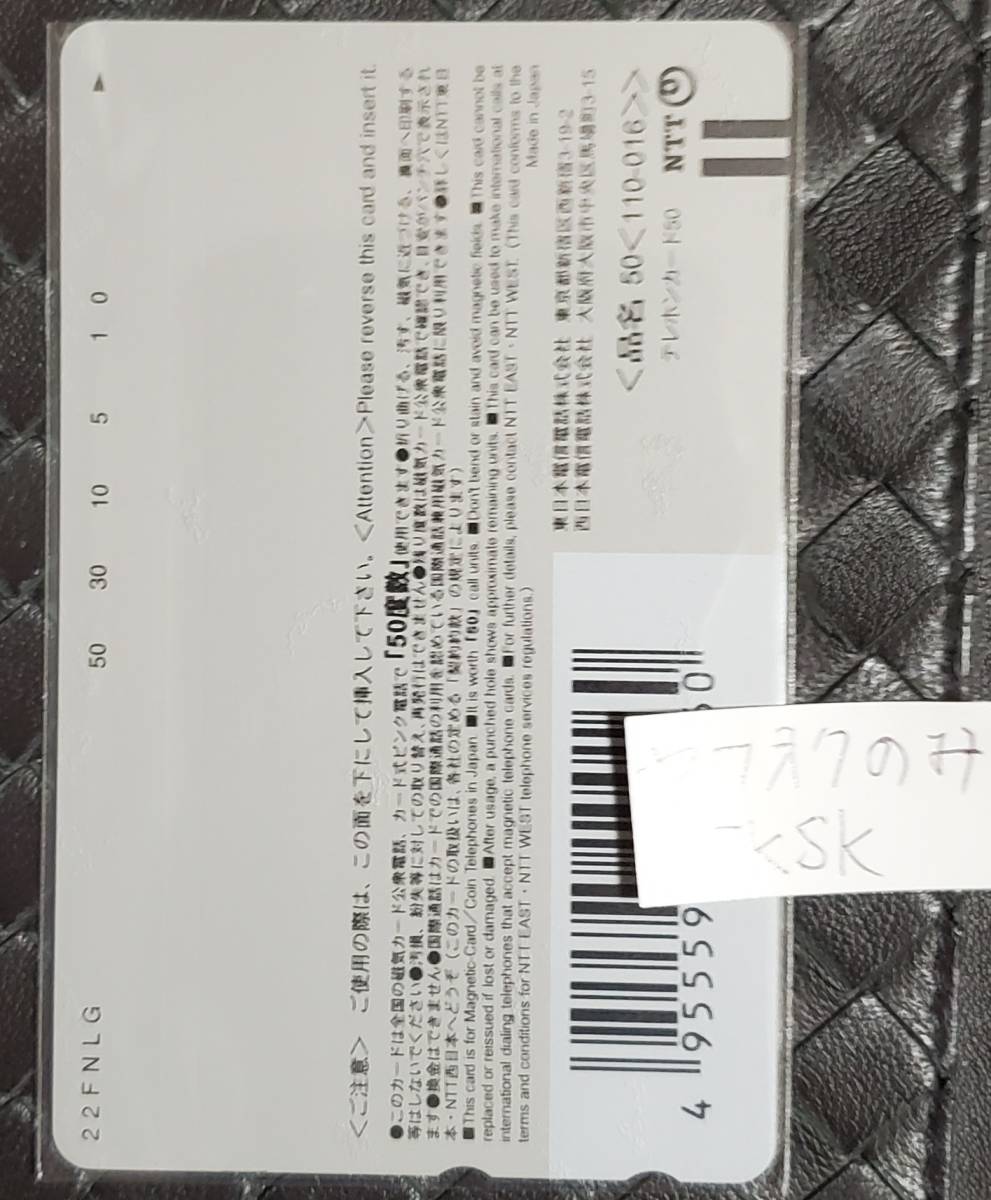 22FNLG
50 30 10 5 1 0
<ご注意> ご使用の際は、この面を下にして挿入して下さい。<Attention>Please reverse this card and insert it.
●このカードは全国の磁気カード公衆電話、カード式ピンク電話で「50度数」使用できます●折り曲げる、汚す、磁気に近づける、裏面へ印刷する
等はしないでください●汚損、紛失等に対しての取り替え、再発行はできません●残り度数は磁気カード公衆電話で確認でき、目安がパンチ穴で表示され
ます●換金はできません●国際通話はカードでの国際通話の利用を認めている国際通話兼用磁気カード公衆電話に限り利用できます●詳しくはNTT東日
本・NTT西日本へどうぞ(このカードの取扱いは、各社の定める「契約約款」の規定によります)
■This card is for Magnetic-Card/Coin Telephones in Japan ■It is worth「50」call units. ■Don't bend or stain and avoid magnetic fields. ■This card cannot be
replaced or reissued if lost or damaged. ■After usage, a punched hole shows approximate remaining units. ■This card can be used to make international calls at
international dialing telephones that accept magnetic telephone cards. ■For further details, please contact NTT EAST・NTT WEST. (This card conforms to the
terms and conditions for NTT EAST・NTT WEST telephone services regulations.)
Made in Japan
東日本電信電話株式会社 東京都新宿区西新宿3-19-2
西日本電信電話株式会社 大阪府大阪市中央区馬場町3-15
<品名 50<110-016>>
テレホンカード50 NTT
4 95559 0
ヤフオクのみ
KSK